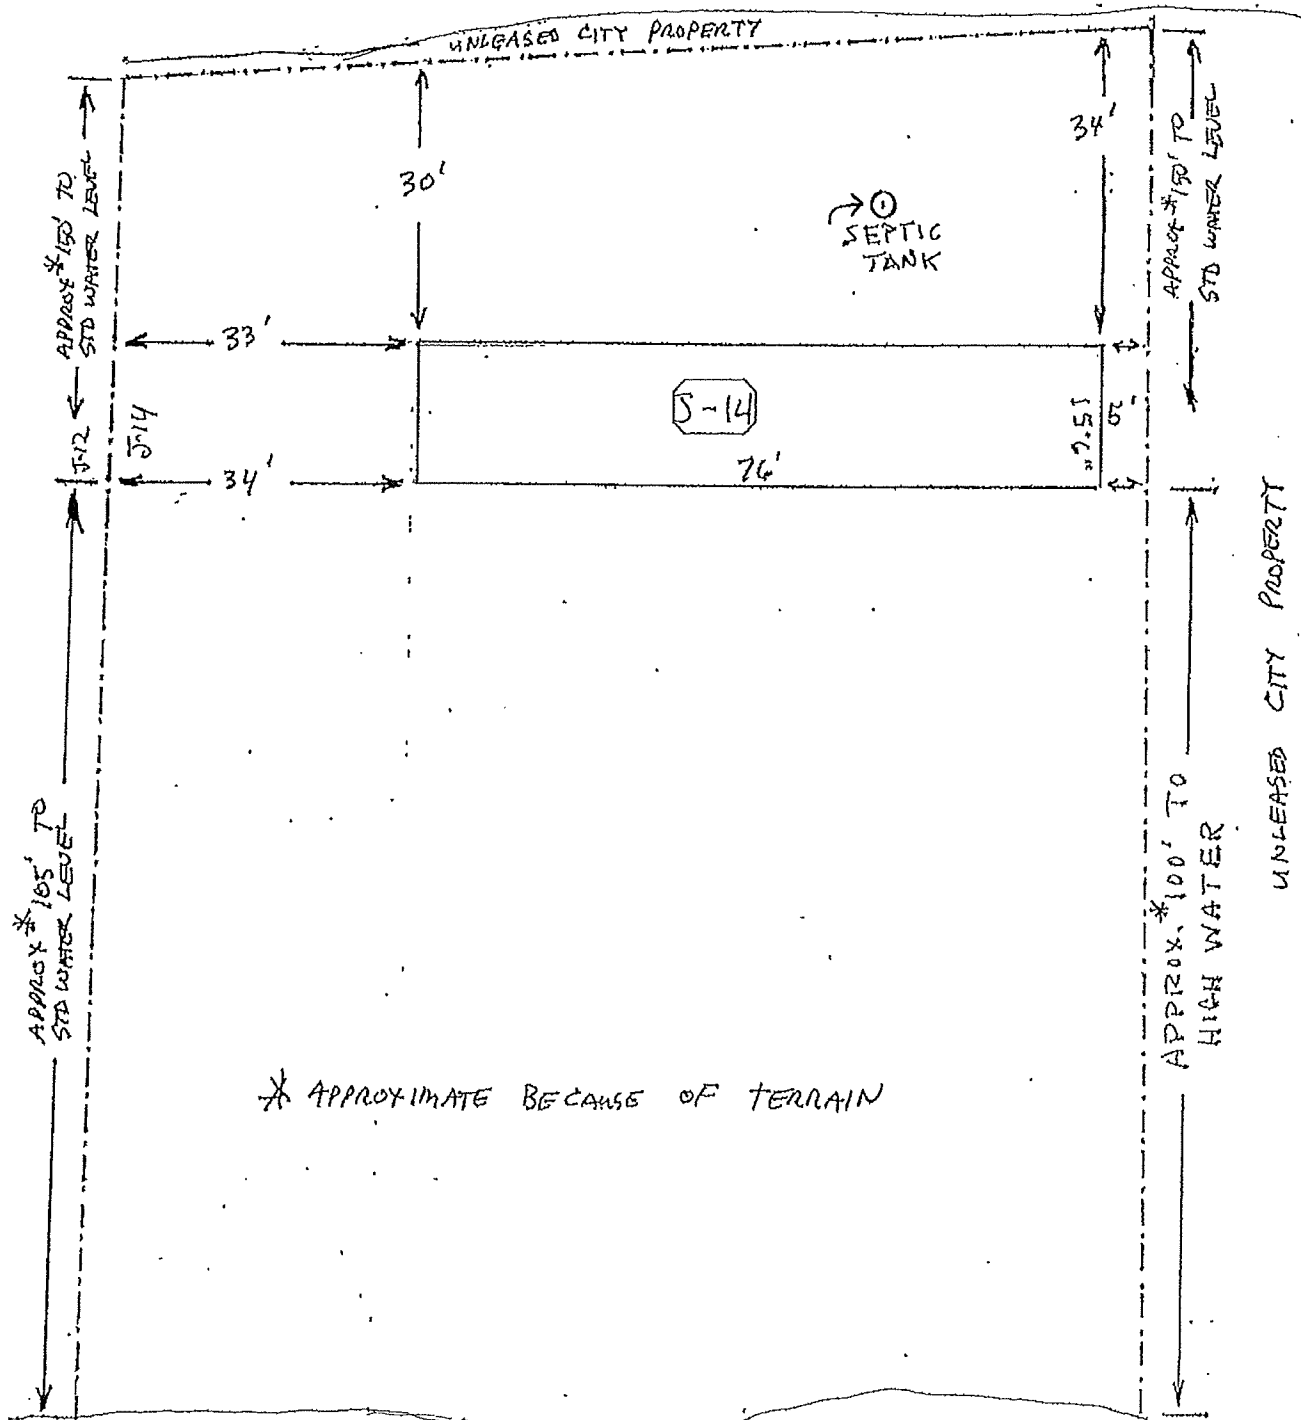 UNLEASED CITY PROPERTY
30'
34'
SEPTIC
TANK
APPROX * 150' TO
STD WATER LEVEL
APPROX * 150' TO
STD WATER LEVEL
33'
J-14
15'6"
5'
J-12
J-14
34'
76'
UNLEASED CITY PROPERTY
APPROX * 105' TO
STD WATER LEVEL
APPROX. * 100' TO
HIGH WATER
* APPROXIMATE BECAUSE OF TERRAIN